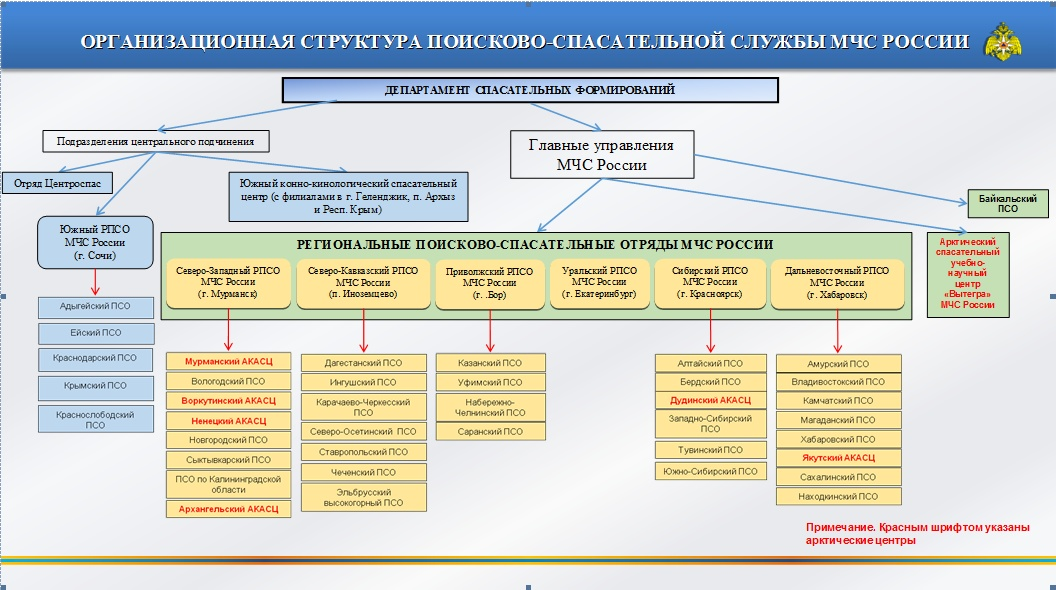 ОРГАНИЗАЦИОННАЯ СТРУКТУРА ПОИСКОВО-СПАСАТЕЛЬНОЙ СЛУЖБЫ МЧС РОССИИ
ДЕПАРТАМЕНТ СПАСАТЕЛЬНЫХ ФОРМИРОВАНИЙ
Подразделения центрального подчинения
Главные управления
МЧС России
Отряд Центроспас
Южный конно-кинологический спасательный
центр (с филиалами в г. Геленджик, п. Архыз
и Респ. Крым)
Байкальский
ПСО
Южный РПСО
МЧС России
(г. Сочи)
Арктический
спасательный
учебно-
научный
центр
«Вытегра»
МЧС России
РЕГИОНАЛЬНЫЕ ПОИСКОВО-СПАСАТЕЛЬНЫЕ ОТРЯДЫ МЧС РОССИИ
Северо-Западный РПСО
МЧС России
(г. Мурманск)
Северо-Кавказский РПСО
МЧС России
(п. Иноземцево)
Приволжский РПСО
МЧС России
(г. .Бор)
Уральский РПСО
МЧС России
(г. Екатеринбург)
Сибирский РПСО
МЧС России
(г. Красноярск)
Дальневосточный РПСО
МЧС России
(г. Хабаровск)
Адыгейский ПСО
Ейский ПСО
Краснодарский ПСО
Крымский ПСО
Краснослободский
ПСО
Мурманский АКАСЦ
Вологодский ПСО
Воркутинский АКАСЦ
Ненецкий АКАСЦ
Новгородский ПСО
Сыктывкарский ПСО
ПСО по Калининградской
области
Архангельский АКАСЦ
Дагестанский ПСО
Ингушский ПСО
Карачаево-Черкесский
ПСО
Северо-Осетинский ПСО
Ставропольский ПСО
Чеченский ПСО
Эльбрусский
высокогорный ПСО
Казанский ПСО
Уфимский ПСО
Набережно-
Челнинский ПСО
Саранский ПСО
Алтайский ПСО
Бердский ПСО
Дудинский АКАСЦ
Западно-Сибирский
ПСО
Тувинский ПСО
Южно-Сибирский ПСО
Амурский ПСО
Владивостокский ПСО
Камчатский ПСО
Магаданский ПСО
Хабаровский ПСО
Якутский АКАСЦ
Сахалинский ПСО
Находкинский ПСО
Примечание. Красным шрифтом указаны
арктические центры